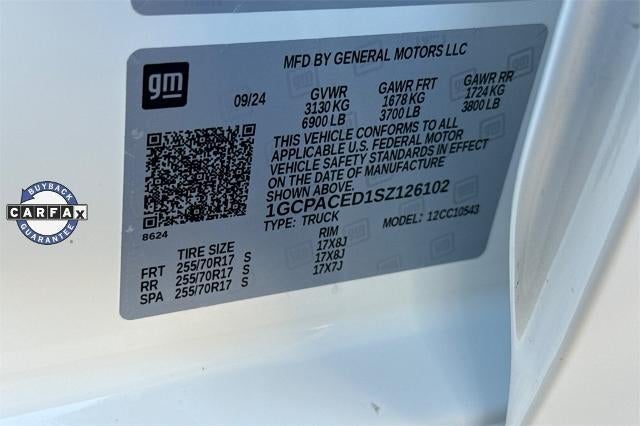 MFD BY GENERAL MOTORS LLC
gm
09/24
GVWR GAWR FRT GAWR RR
3130 KG 1678 KG 1724 KG
6900 LB 3700 LB 3800 LB
THIS VEHICLE CONFORMS TO ALL
APPLICABLE U.S. FEDERAL MOTOR
VEHICLE SAFETY STANDARDS IN EFFECT
ON THE DATE OF MANUFACTURE
SHOWN ABOVE.
1GCPACED1SZ126102
TYPE: TRUCK MODEL: 12CC10543
8624
TIRE SIZE RIM
FRT 255/70R17 S 17X8J
RR 255/70R17 S 17X8J
SPA 255/70R17 S 17X7J
BUYBACK
CARFAX
GUARANTEE